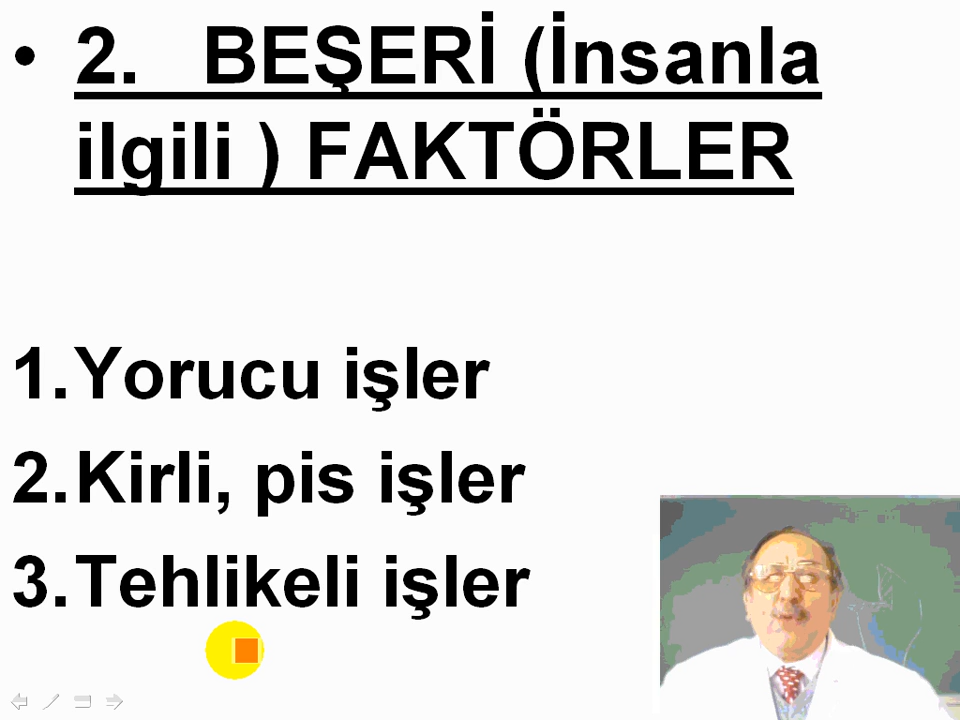 • 2. BEŞERİ (İnsanla
ilgili ) FAKTÖRLER
1. Yorucu işler
2. Kirli, pis işler
3. Tehlikeli işler